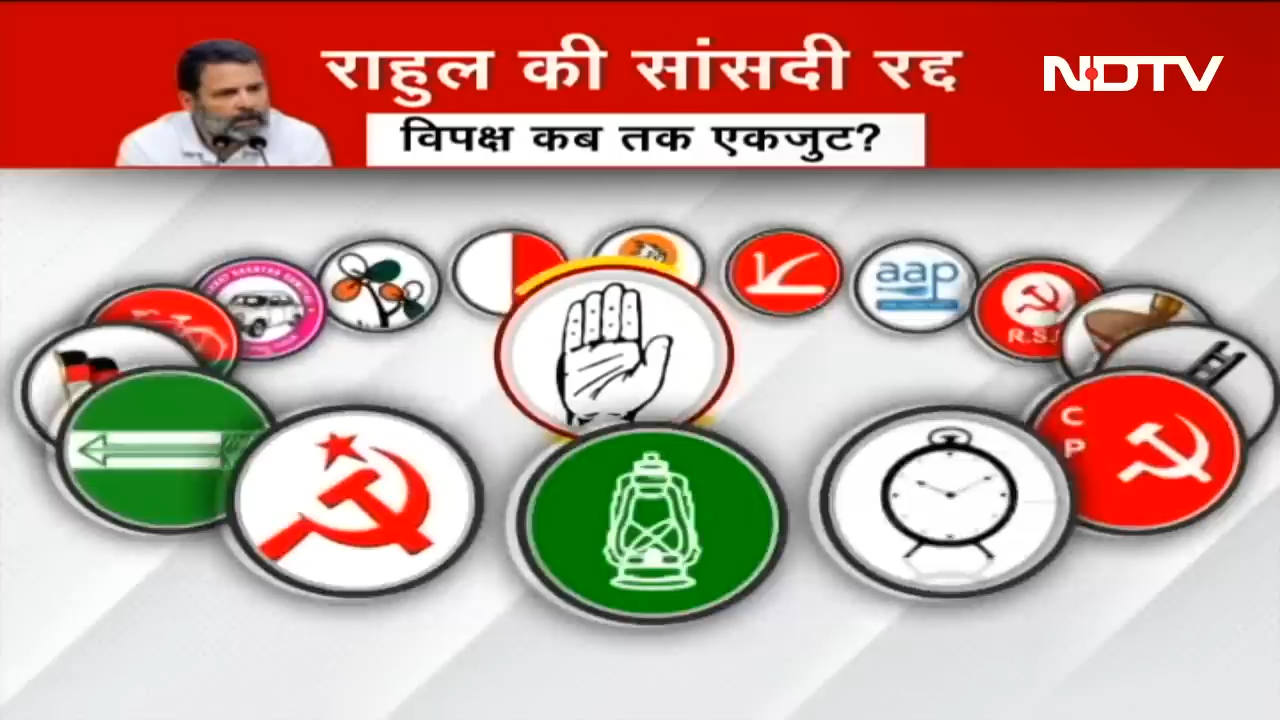 राहुल की सांसदी रद्द
NDTV
विपक्ष कब तक एकजुट?
aap
R.S.
C
P